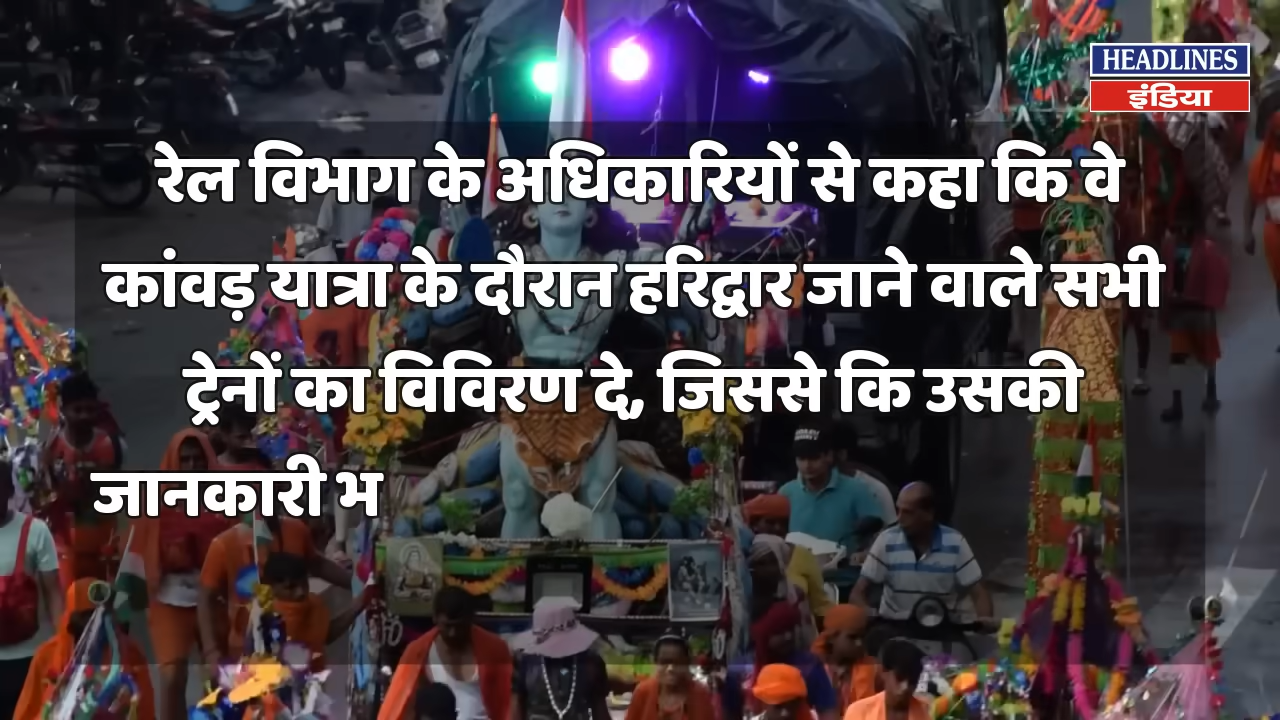 HEADLINES
इंडिया
रेल विभाग के अधिकारियों से कहा कि वे
कांवड़ यात्रा के दौरान हरिद्वार जाने वाले सभी
ट्रेनों का विविरण दे, जिससे कि उसकी
जानकारी भ